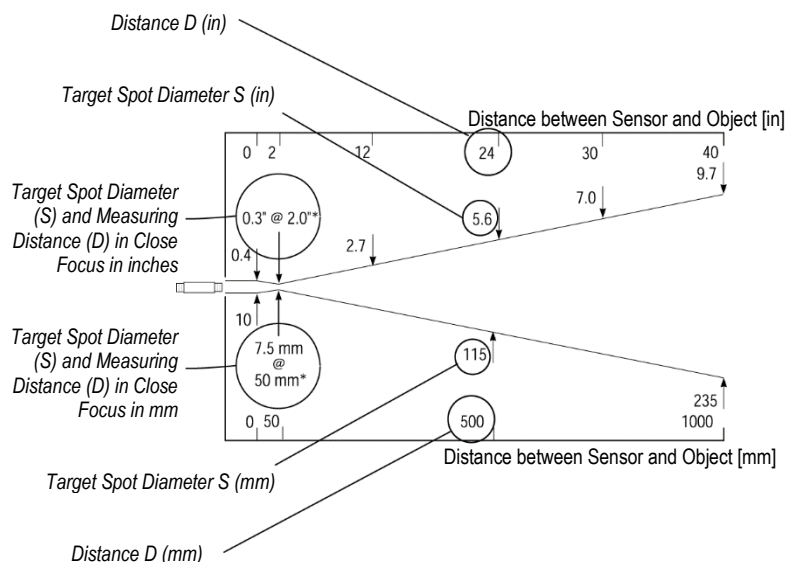 Distance D (in)
Target Spot Diameter S (in)
Distance between Sensor and Object [in]
0 2 12 24 30 40
9.7
7.0
5.6
Target Spot Diameter
(S) and Measuring
Distance (D) in Close
Focus in inches
0.3" @ 2.0"*
0.4
2.7
10
Target Spot Diameter
(S) and Measuring
Distance (D) in Close
Focus in mm
7.5 mm
@
50 mm*
115
235
0 50 500 1000
Distance between Sensor and Object [mm]
Target Spot Diameter S (mm)
Distance D (mm)